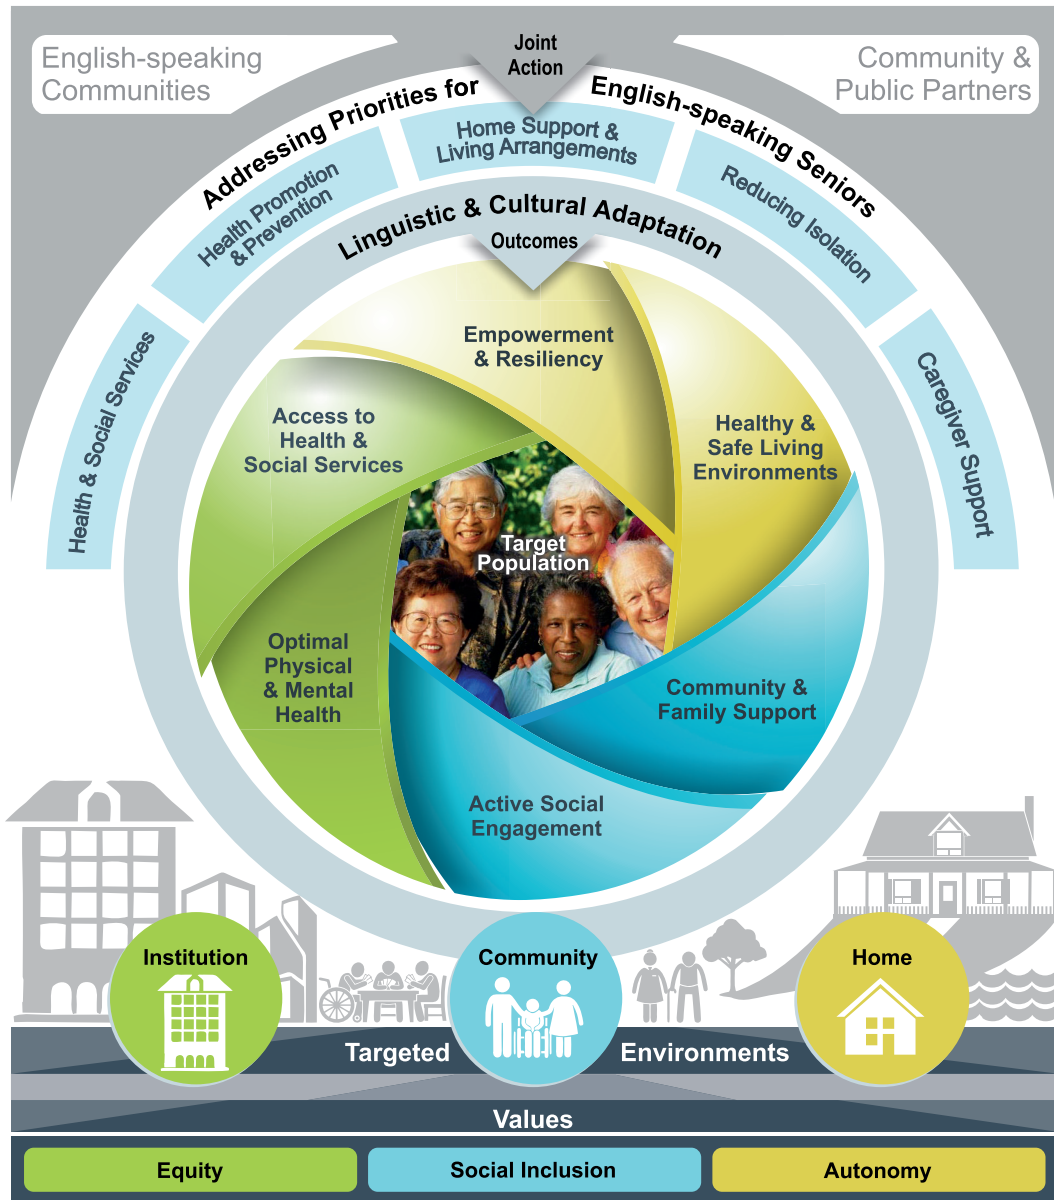 English-speaking
Communities
Joint
Action
Community &
Public Partners
Addressing Priorities for
English-speaking Seniors
Health & Social Services
Health Promotion
& Prevention
Home Support &
Living Arrangements
Reducing Isolation
Caregiver Support
Linguistic & Cultural Adaptation
Outcomes
Empowerment
& Resiliency
Access to
Health &
Social Services
Healthy &
Safe Living
Environments
Target
Population
Optimal
Physical
& Mental
Health
Community &
Family Support
Active Social
Engagement
Institution
Community
Home
Targeted
Environments
Values
Equity
Social Inclusion
Autonomy